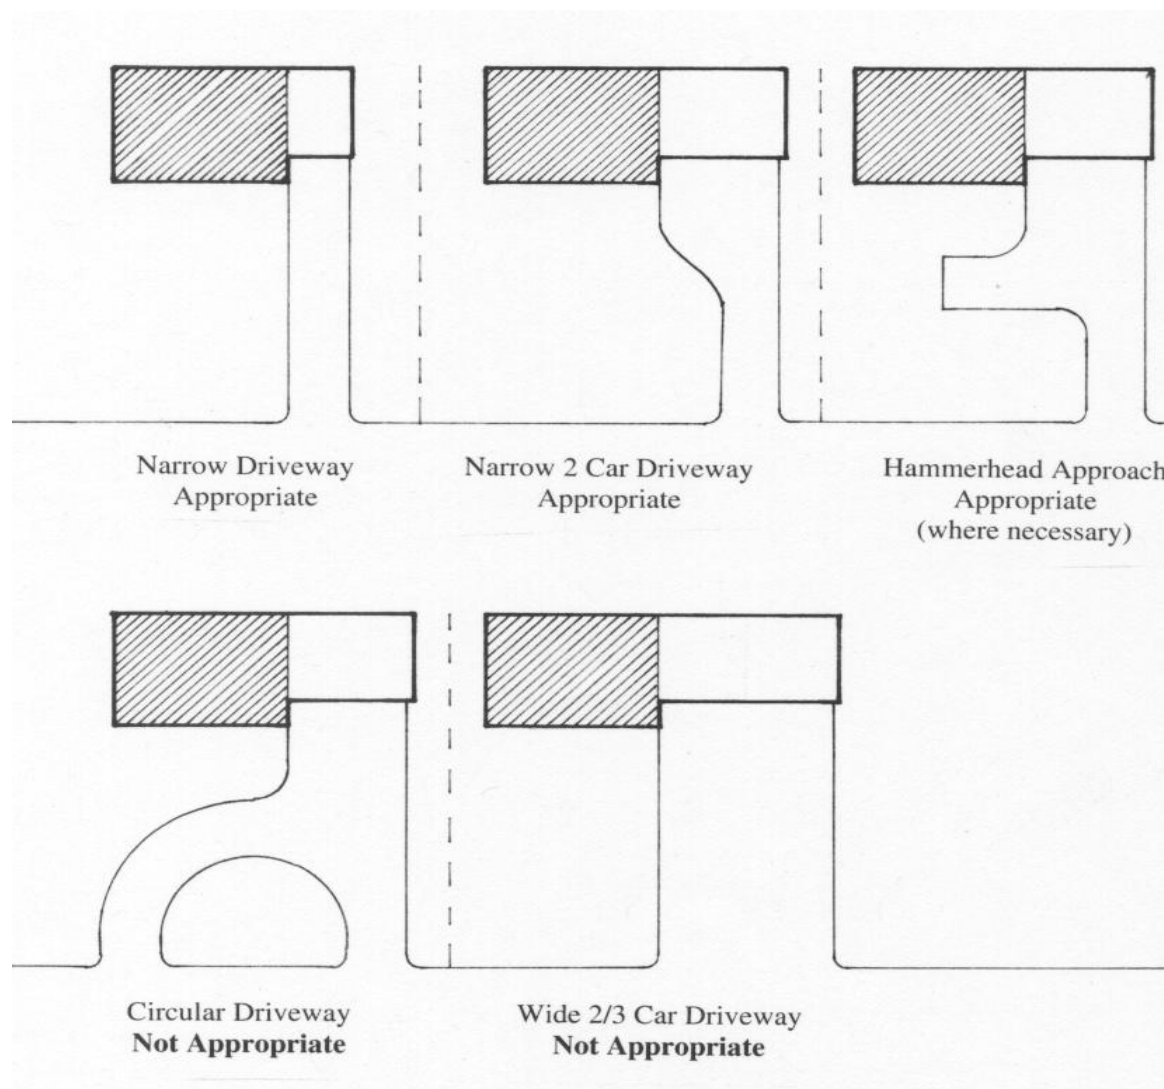 Narrow Driveway
Appropriate
Narrow 2 Car Driveway
Appropriate
Hammerhead Approach
Appropriate
(where necessary)
Circular Driveway
Not Appropriate
Wide 2/3 Car Driveway
Not Appropriate